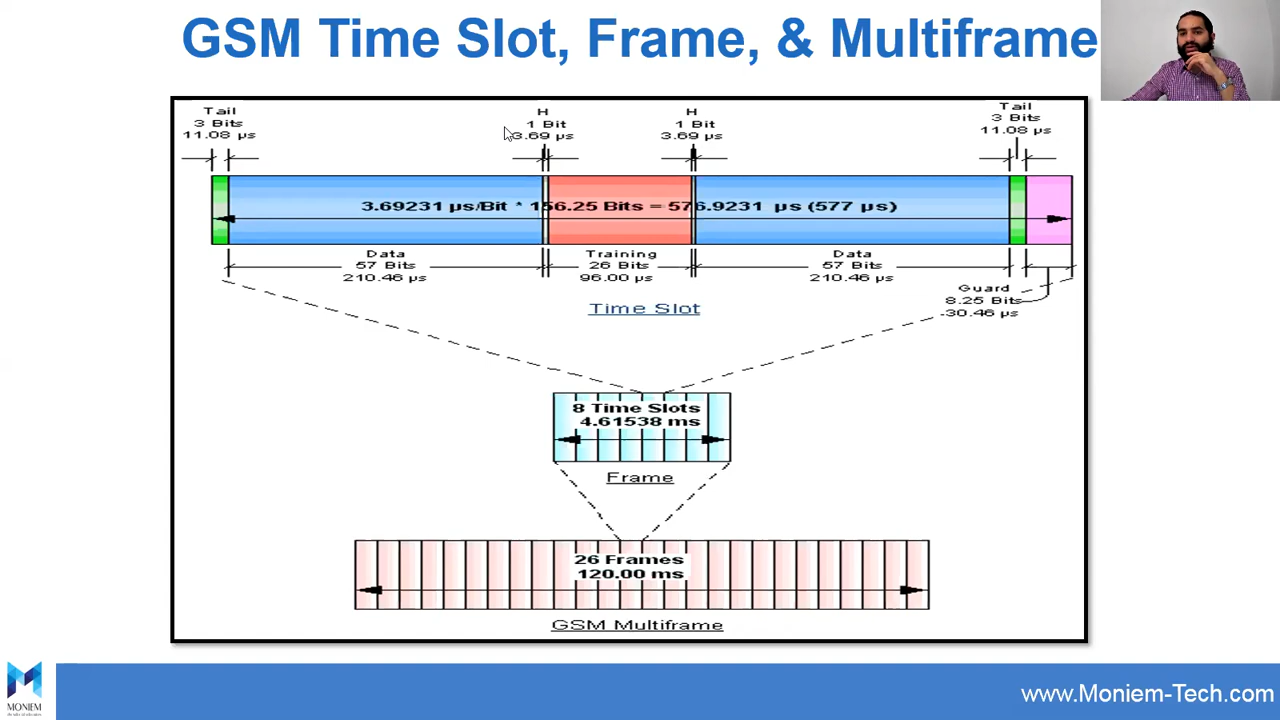 GSM Time Slot, Frame, & Multiframe
Tail
3 Bits
11.08 µs
H
1 Bit
3.69 µs
H
1 Bit
3.69 µs
Tail
3 Bits
11.08 µs
3.69231 µs/Bit * 156.25 Bits = 576.9231 µs (577 µs)
Data
57 Bits
210.46 µs
Training
26 Bits
96.00 µs
Data
57 Bits
210.46 µs
Guard
8.25 Bits
-30.46 µs
Time Slot
8 Time Slots
4.61538 ms
Frame
26 Frames
120.00 ms
GSM Multiframe
MONIEM
www.Moniem-Tech.com